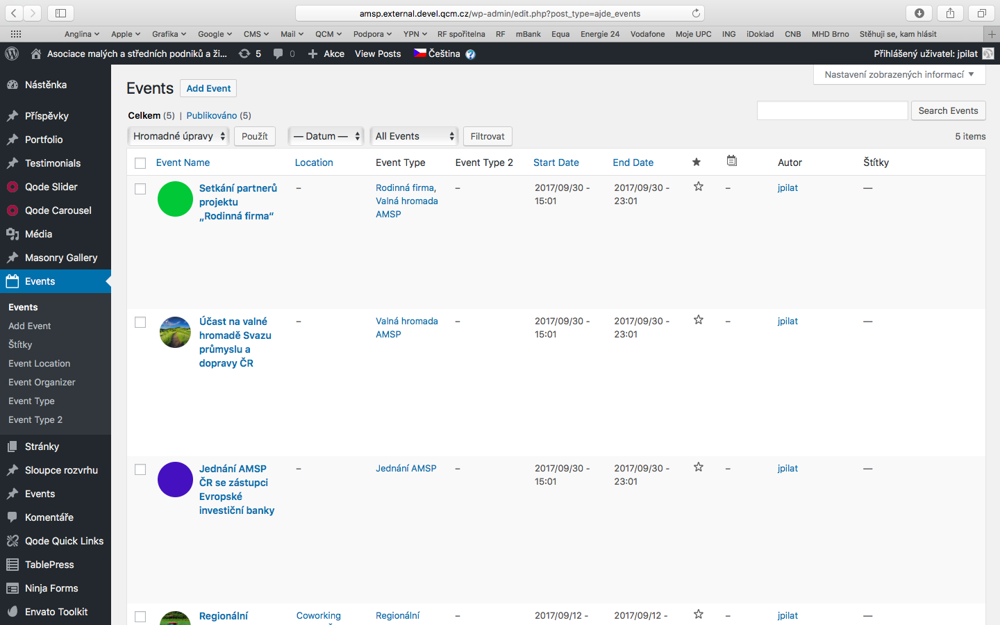 amsp.external.devel.qcm.cz/wp-admin/edit.php?post_type=ajde_events
Anglina Apple Grafika Google CMS Mail QCM Podpora YPN RF spořitelna RF mBank Equa Energie 24 Vodafone Moje UPC ING iDoklad CNB MHD Brno Stěhuji se, kam hlásit
Asociace malých a středních podniků a ži... 5 0 Akce View Posts Čeština ? Přihlášený uživatel: jpilat
Nástěnka
Příspěvky
Portfolio
Testimonials
Qode Slider
Qode Carousel
Média
Masonry Gallery
Events
Events
Add Event
Štítky
Event Location
Event Organizer
Event Type
Event Type 2
Stránky
Sloupce rozvrhu
Events
Komentáře
Qode Quick Links
TablePress
Ninja Forms
Envato Toolkit
Nastavení zobrazených informací
Events Add Event
Celkem (5) | Publikováno (5)
Search Events
Hromadné úpravy Použít — Datum — All Events Filtrovat 5 items
Event Name Location Event Type Event Type 2 Start Date End Date Autor Štítky
Setkání partnerů
projektu
„Rodinná firma“
–
Rodinná firma,
Valná hromada
AMSP
–
2017/09/30 -
15:01
2017/09/30 -
23:01
–
jpilat
—
Účast na valné
hromadě Svazu
průmyslu a
dopravy ČR
–
Valná hromada
AMSP
–
2017/09/30 -
15:01
2017/09/30 -
23:01
–
jpilat
—
Jednání AMSP
ČR se zástupci
Evropské
investiční banky
–
Jednání AMSP
–
2017/09/30 -
15:01
2017/09/30 -
23:01
–
jpilat
—
Regionální
Coworking
Regionální
–
2017/09/12 -
2017/09/12 -
–
jpilat
—